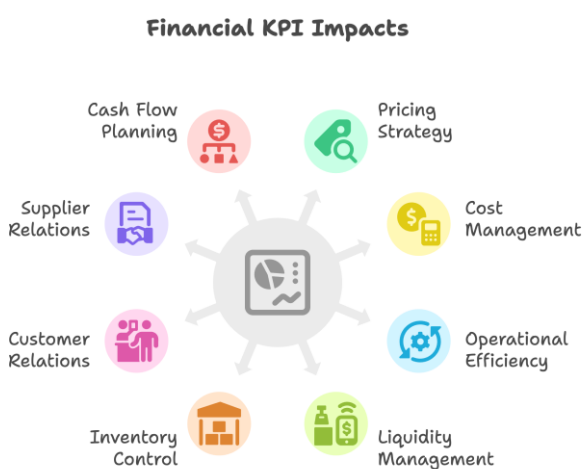 Financial KPI Impacts
Cash Flow
Planning
Pricing
Strategy
Supplier
Relations
Cost
Management
Customer
Relations
Operational
Efficiency
Inventory
Control
Liquidity
Management